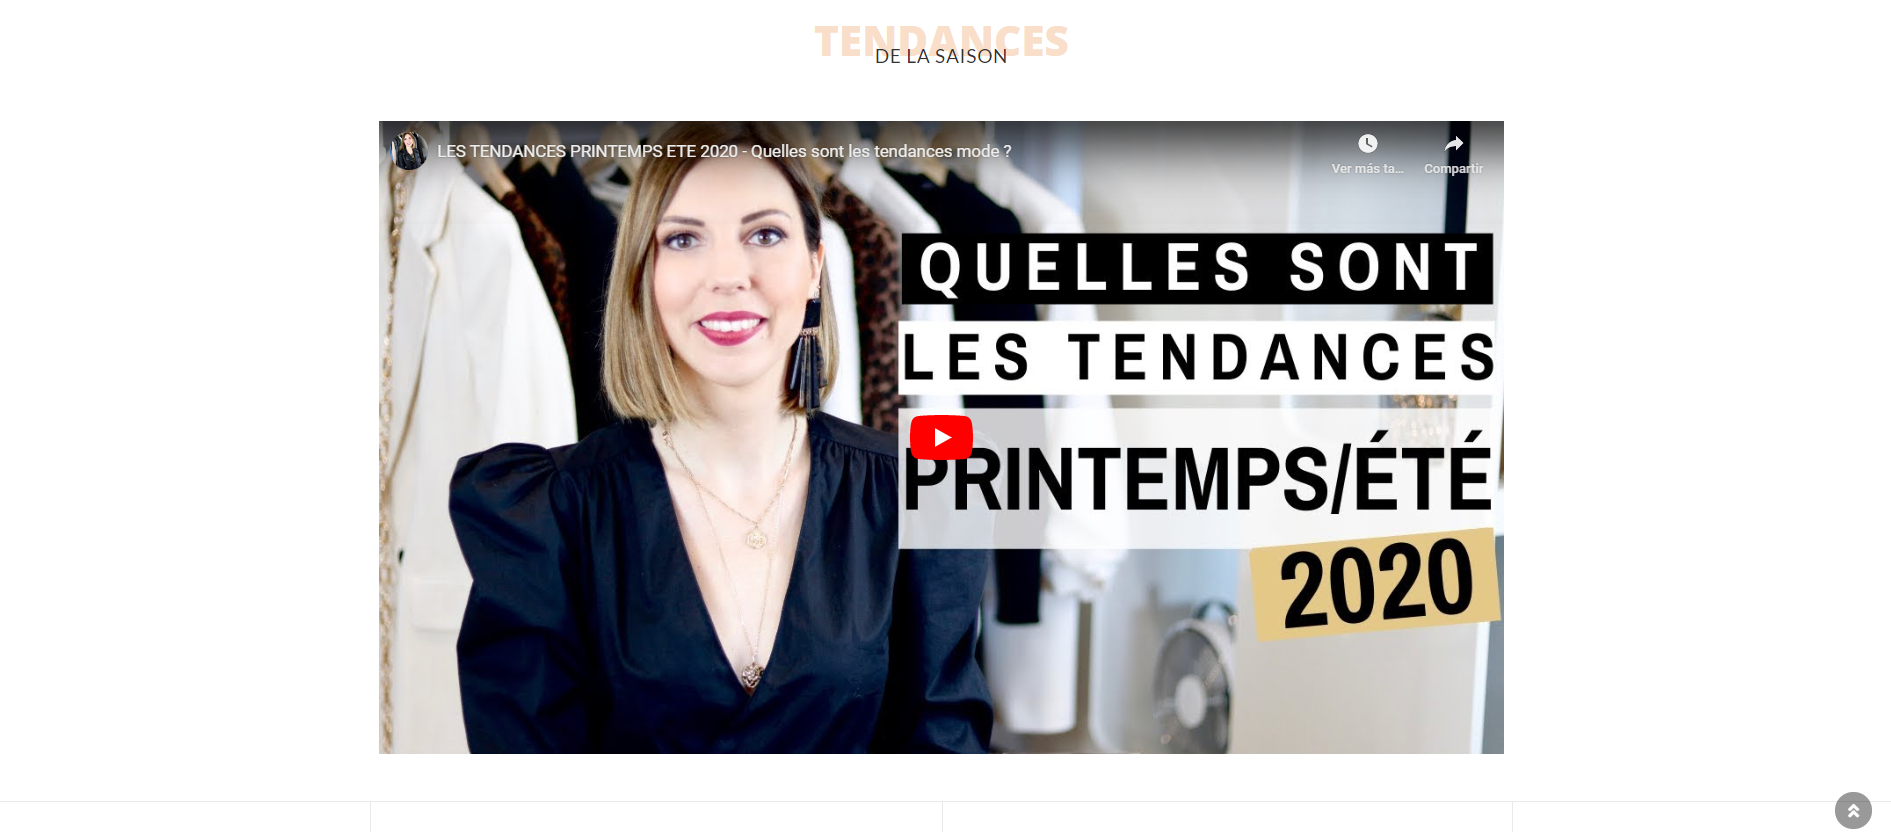 TENDANCES
DE LA SAISON
LES TENDANCES PRINTEMPS ETE 2020 - Quelles sont les tendances mode ?
Ver más ta...
Compartir
QUELLES SONT
LES TENDANCES
PRINTEMPS/ÉTÉ
2020